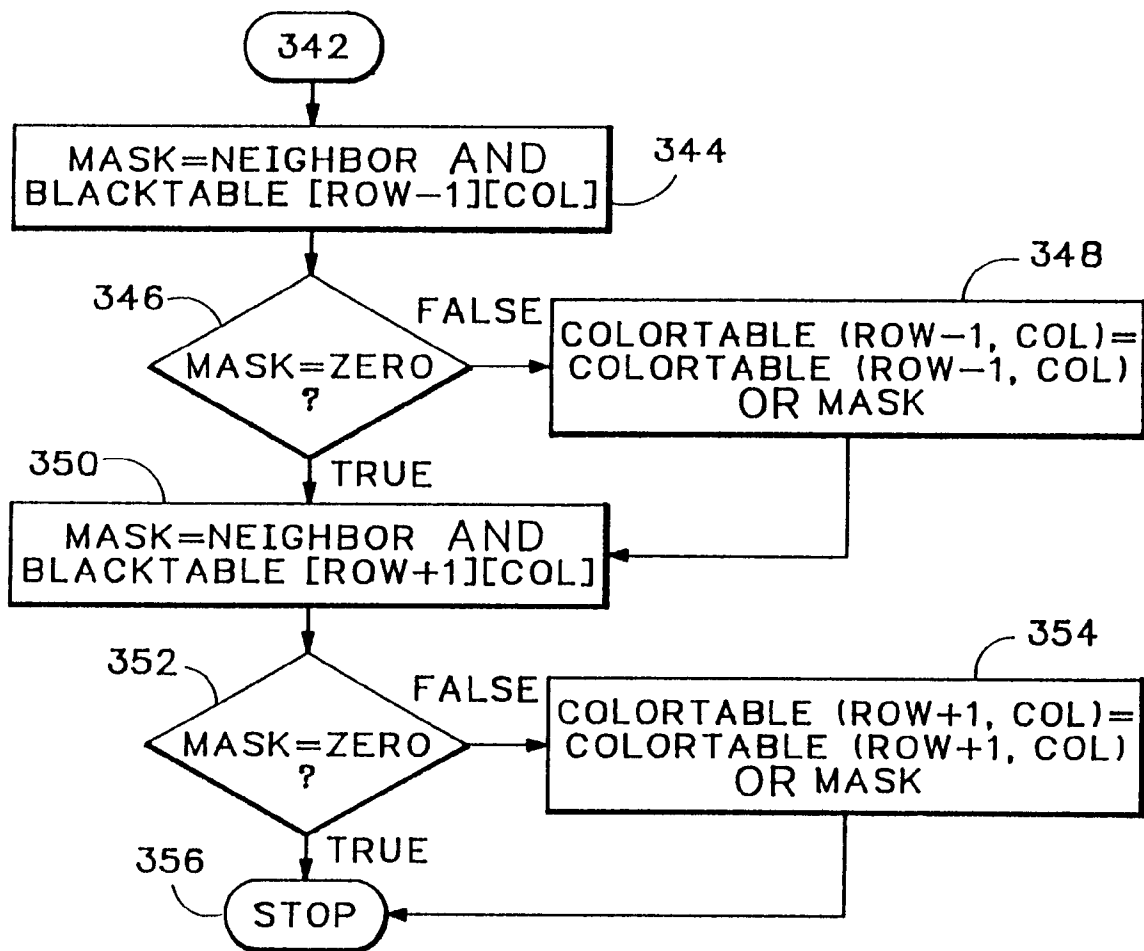 342
MASK=NEIGHBOR AND
BLACKTABLE [ROW-1][COL]
344
346
MASK=ZERO
?
FALSE
348
COLORTABLE (ROW-1, COL)=
COLORTABLE (ROW-1, COL)
OR MASK
TRUE
350
MASK=NEIGHBOR AND
BLACKTABLE [ROW+1][COL]
352
MASK=ZERO
?
FALSE
354
COLORTABLE (ROW+1, COL)=
COLORTABLE (ROW+1, COL)
OR MASK
TRUE
356
STOP